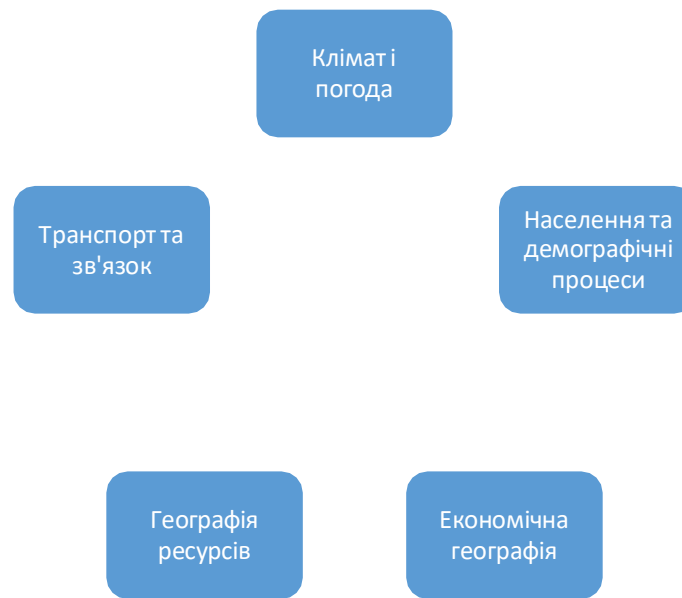 Клімат і
погода
Транспорт та
зв'язок
Населення та
демографічні
процеси
Географія
ресурсів
Економічна
географія